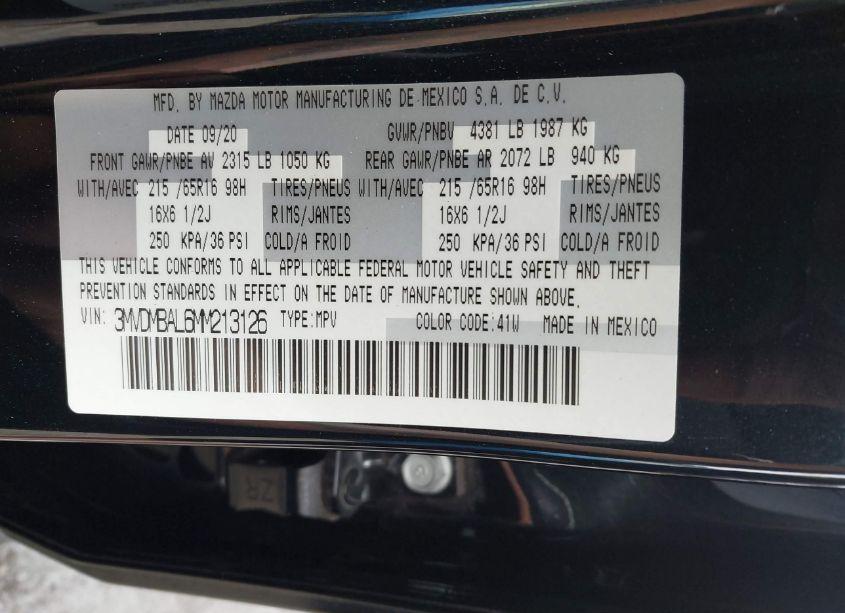 MFD. BY MAZDA MOTOR MANUFACTURING DE MEXICO S.A. DE C.V.
DATE 09/20 GVWR/PNBV 4381 LB 1987 KG
FRONT GAWR/PNBE AV 2315 LB 1050 KG REAR GAWR/PNBE AR 2072 LB 940 KG
WITH/AVEC 215 /65R16 98H TIRES/PNEUS WITH/AVEC 215 /65R16 98H TIRES/PNEUS
16X6 1/2J RIMS/JANTES 16X6 1/2J RIMS/JANTES
250 KPA/36 PSI COLD/A FROID 250 KPA/36 PSI COLD/A FROID
THIS VEHICLE CONFORMS TO ALL APPLICABLE FEDERAL MOTOR VEHICLE SAFETY AND THEFT
PREVENTION STANDARDS IN EFFECT ON THE DATE OF MANUFACTURE SHOWN ABOVE.
VIN: 3MVDMBAL6MM213126 TYPE:MPV COLOR CODE:41W MADE IN MEXICO
ZR